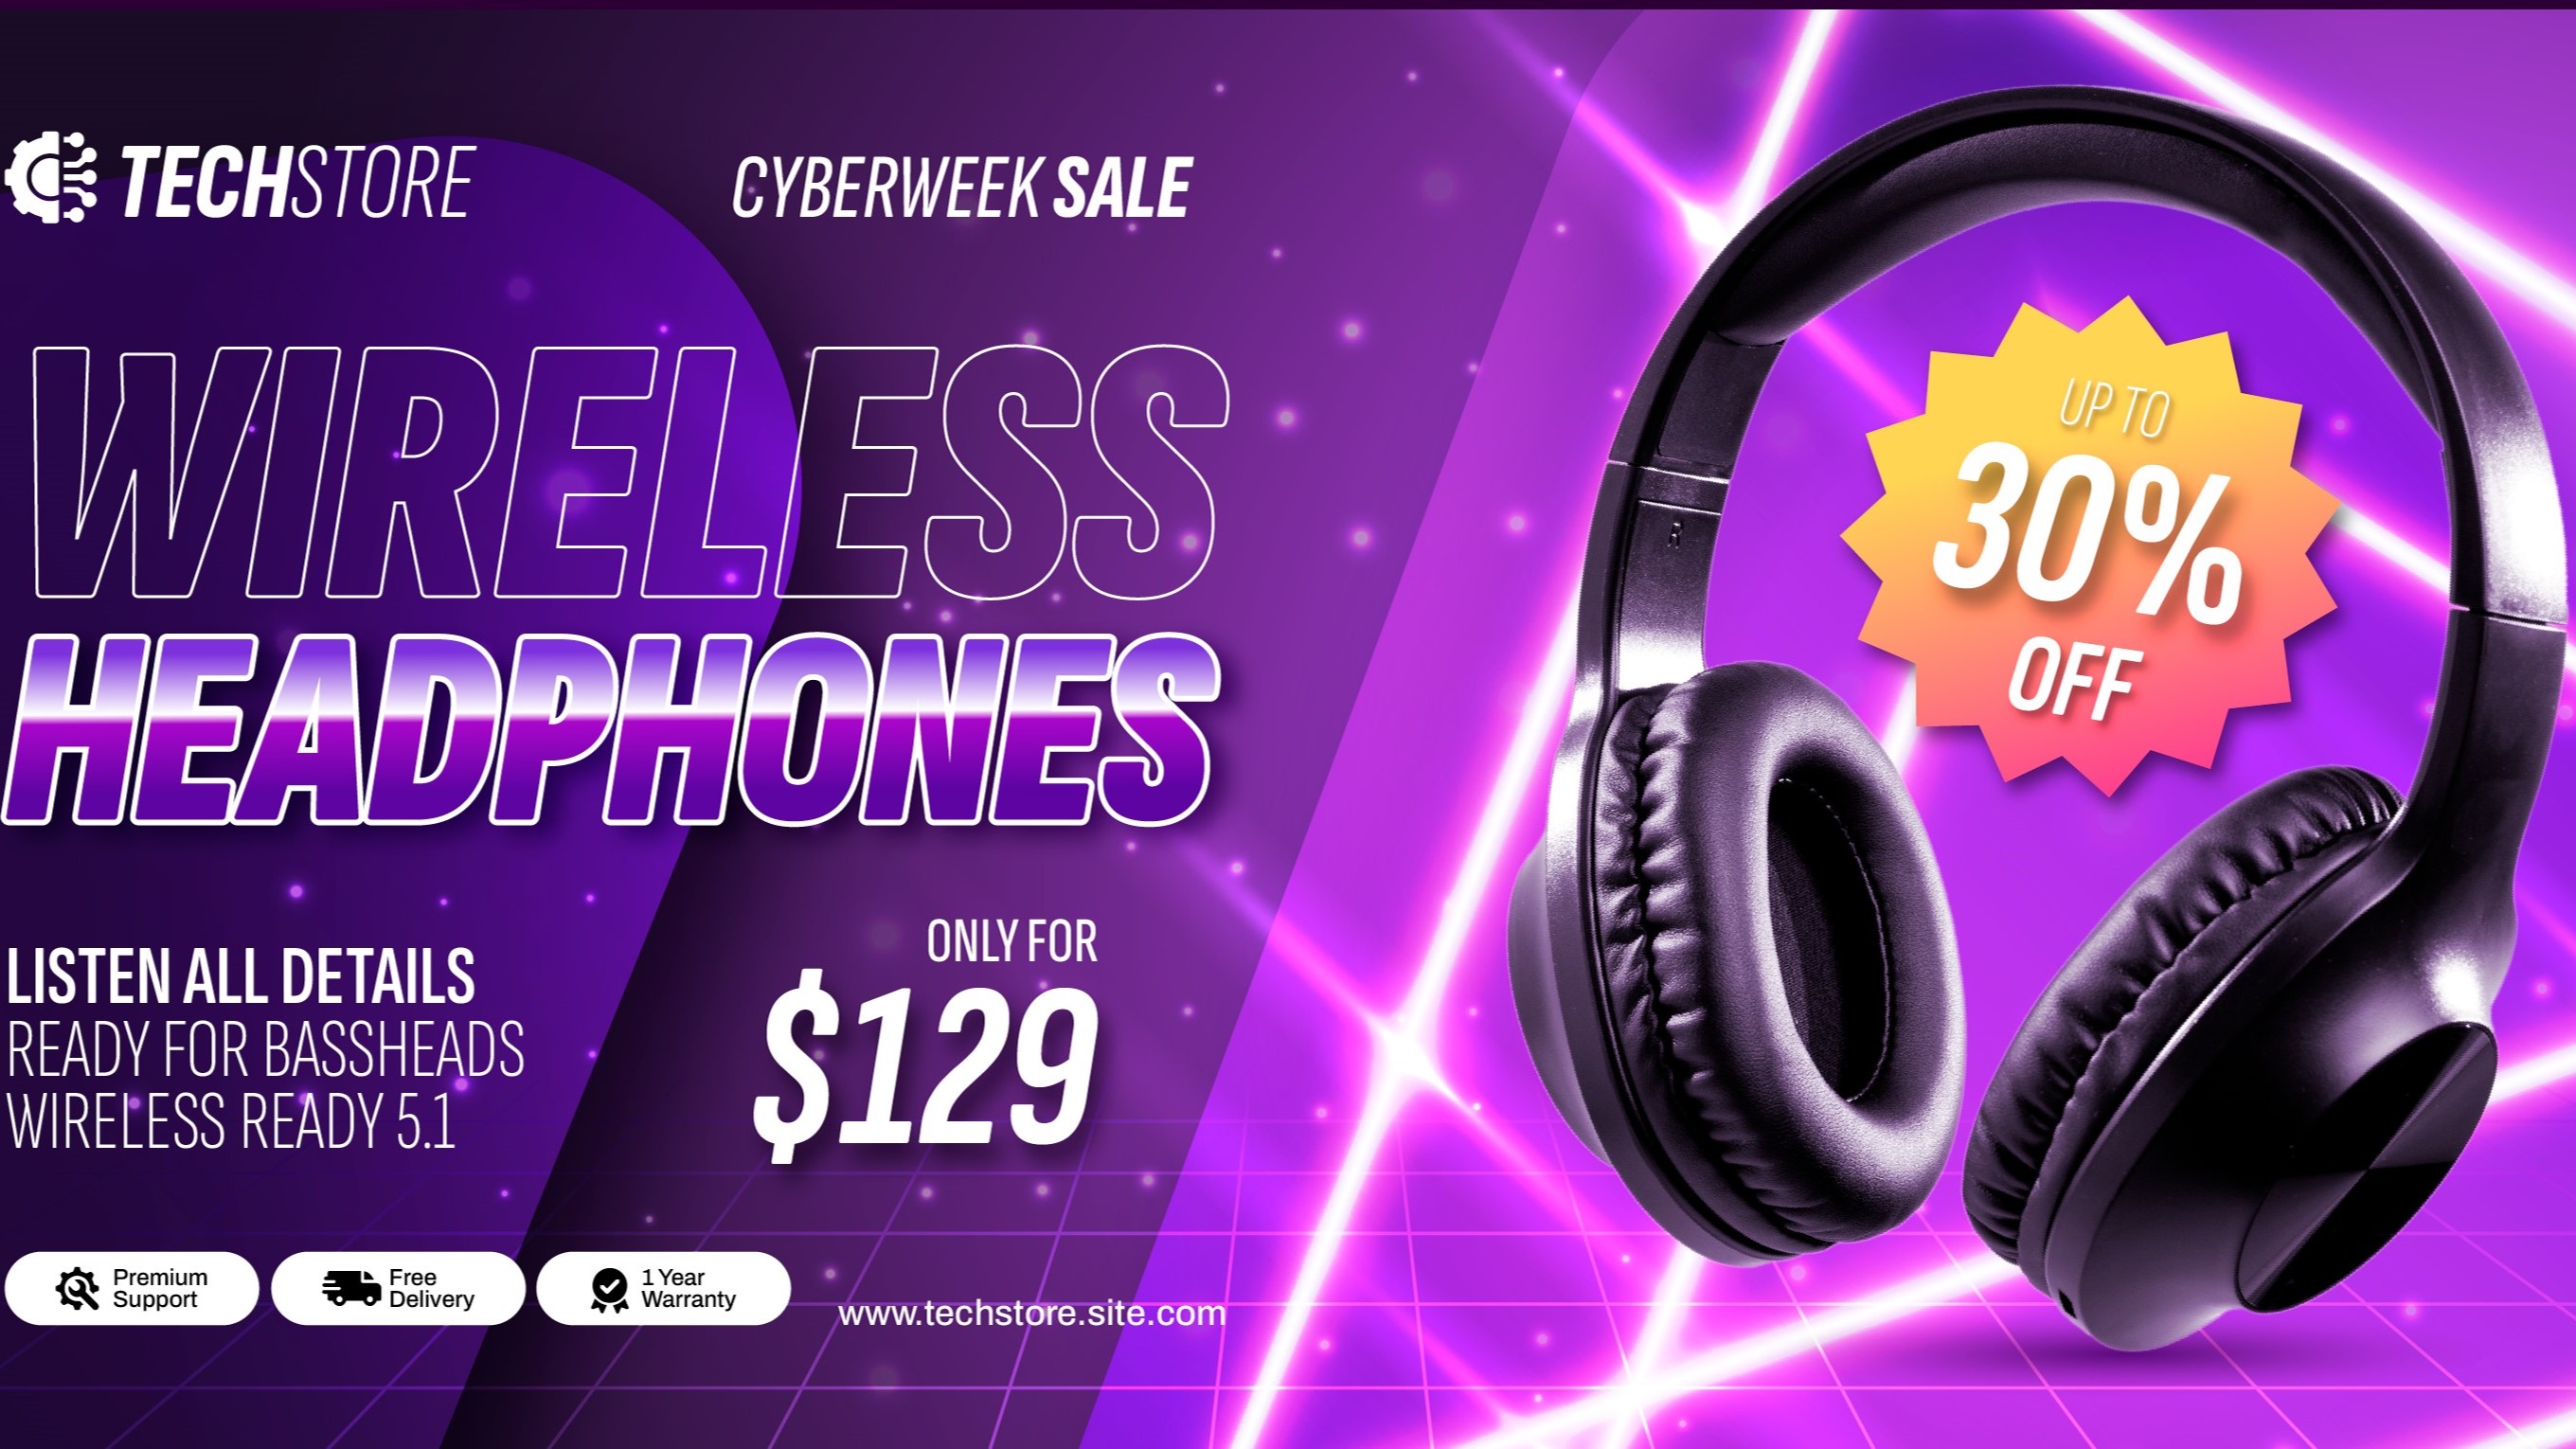 TECHSTORE
CYBERWEEK SALE
WIRELESS
HEADPHONES
UP TO
30%
OFF
R
LISTEN ALL DETAILS
READY FOR BASSHEADS
WIRELESS READY 5.1
ONLY FOR
$129
Premium
Support
Free
Delivery
1 Year
Warranty
www.techstore.site.com